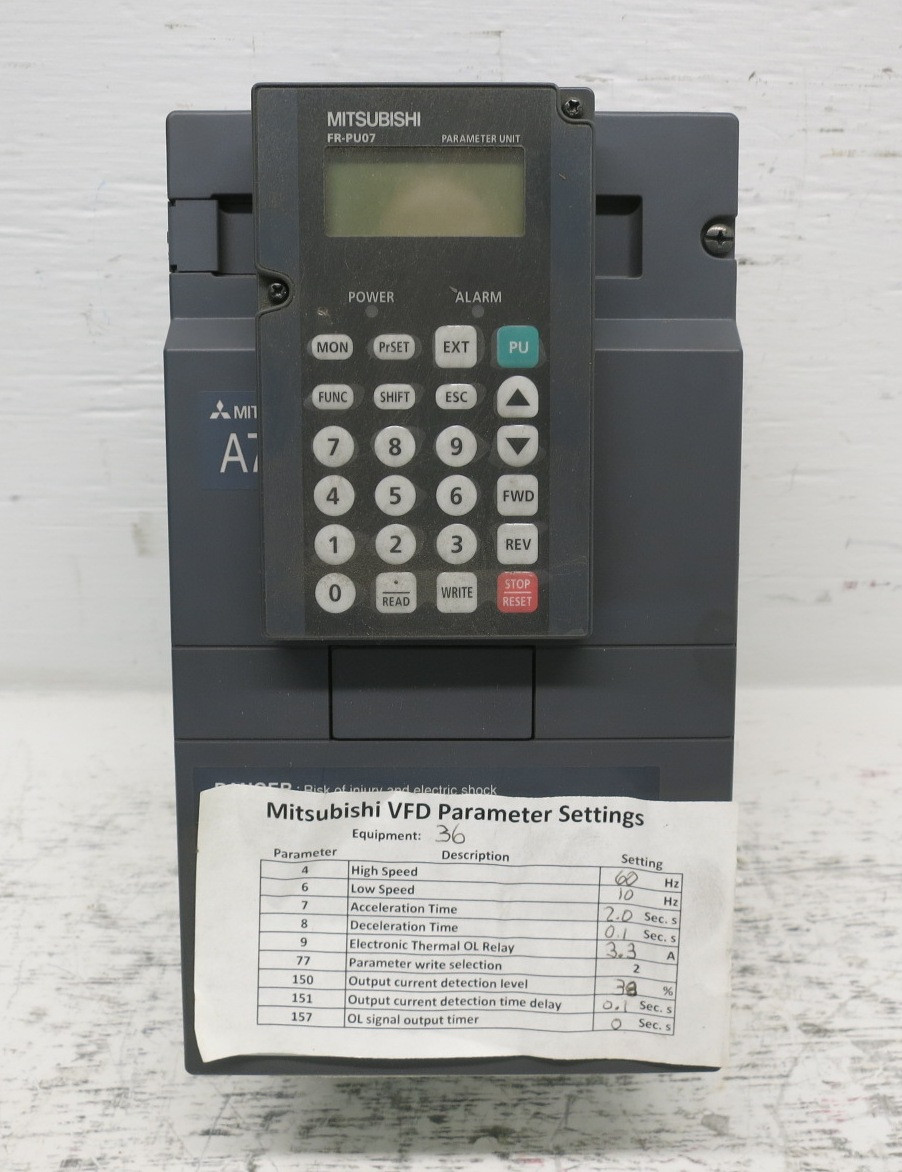 MITSUBISHI
FR-PU07 PARAMETER UNIT
POWER ALARM
MON PrSET EXT PU
FUNC SHIFT ESC
7 8 9
4 5 6 FWD
1 2 3 REV
0 . READ WRITE STOP RESET
MIT
A7
DANGER : Risk of injury and electric shock
Mitsubishi VFD Parameter Settings
Equipment: 36
Parameter Description Setting
4 High Speed 60 Hz
6 Low Speed 10 Hz
7 Acceleration Time 2.0 Sec. s
8 Deceleration Time 0.1 Sec. s
9 Electronic Thermal OL Relay 3.3 A
77 Parameter write selection 2
150 Output current detection level %
151 Output current detection time delay 0.1 Sec. s
157 OL signal output timer 0 Sec. s